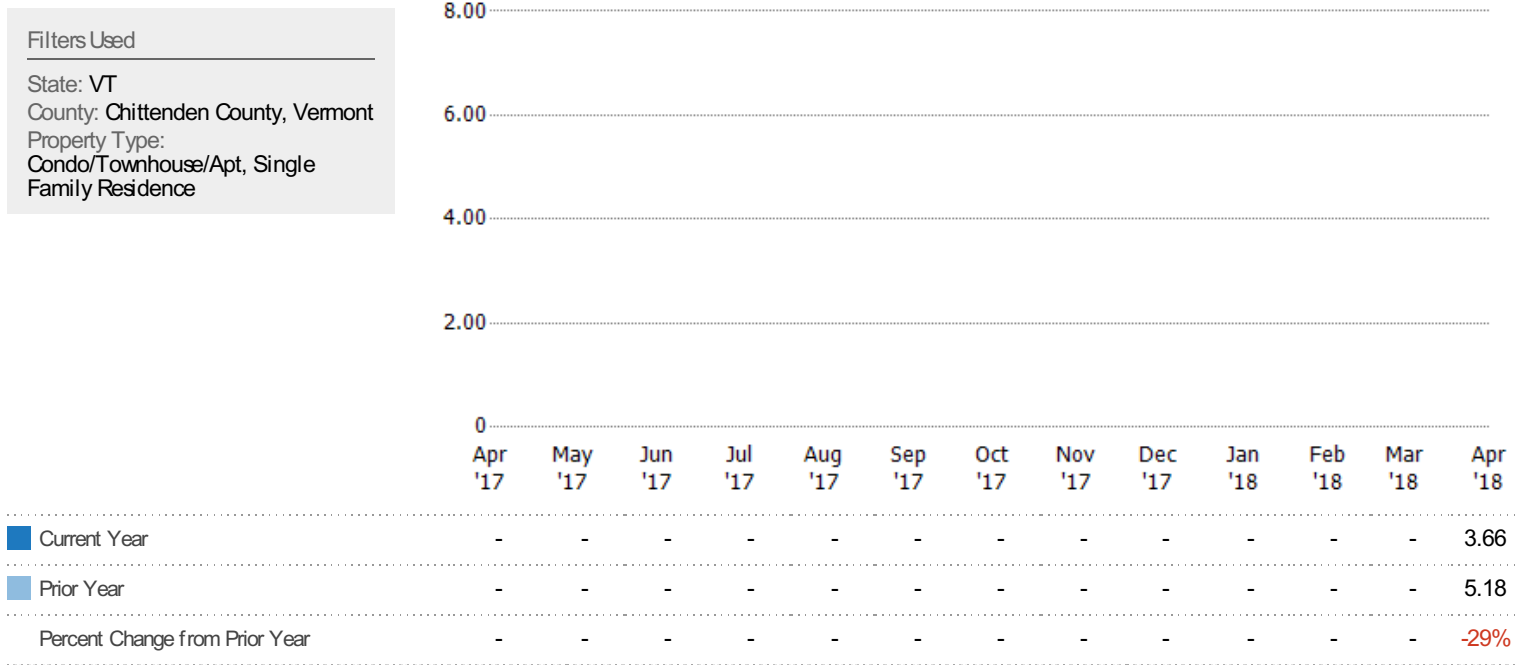 Filters Used
State: VT
County: Chittenden County, Vermont
Property Type:
Condo/Townhouse/Apt, Single
Family Residence
8.00
6.00
4.00
2.00
0
Apr May Jun Jul Aug Sep Oct Nov Dec Jan Feb Mar Apr
'17 '17 '17 '17 '17 '17 '17 '17 '17 '18 '18 '18 '18
Current Year - - - - - - - - - - - - 3.66
Prior Year - - - - - - - - - - - - 5.18
Percent Change from Prior Year - - - - - - - - - - - - -29%